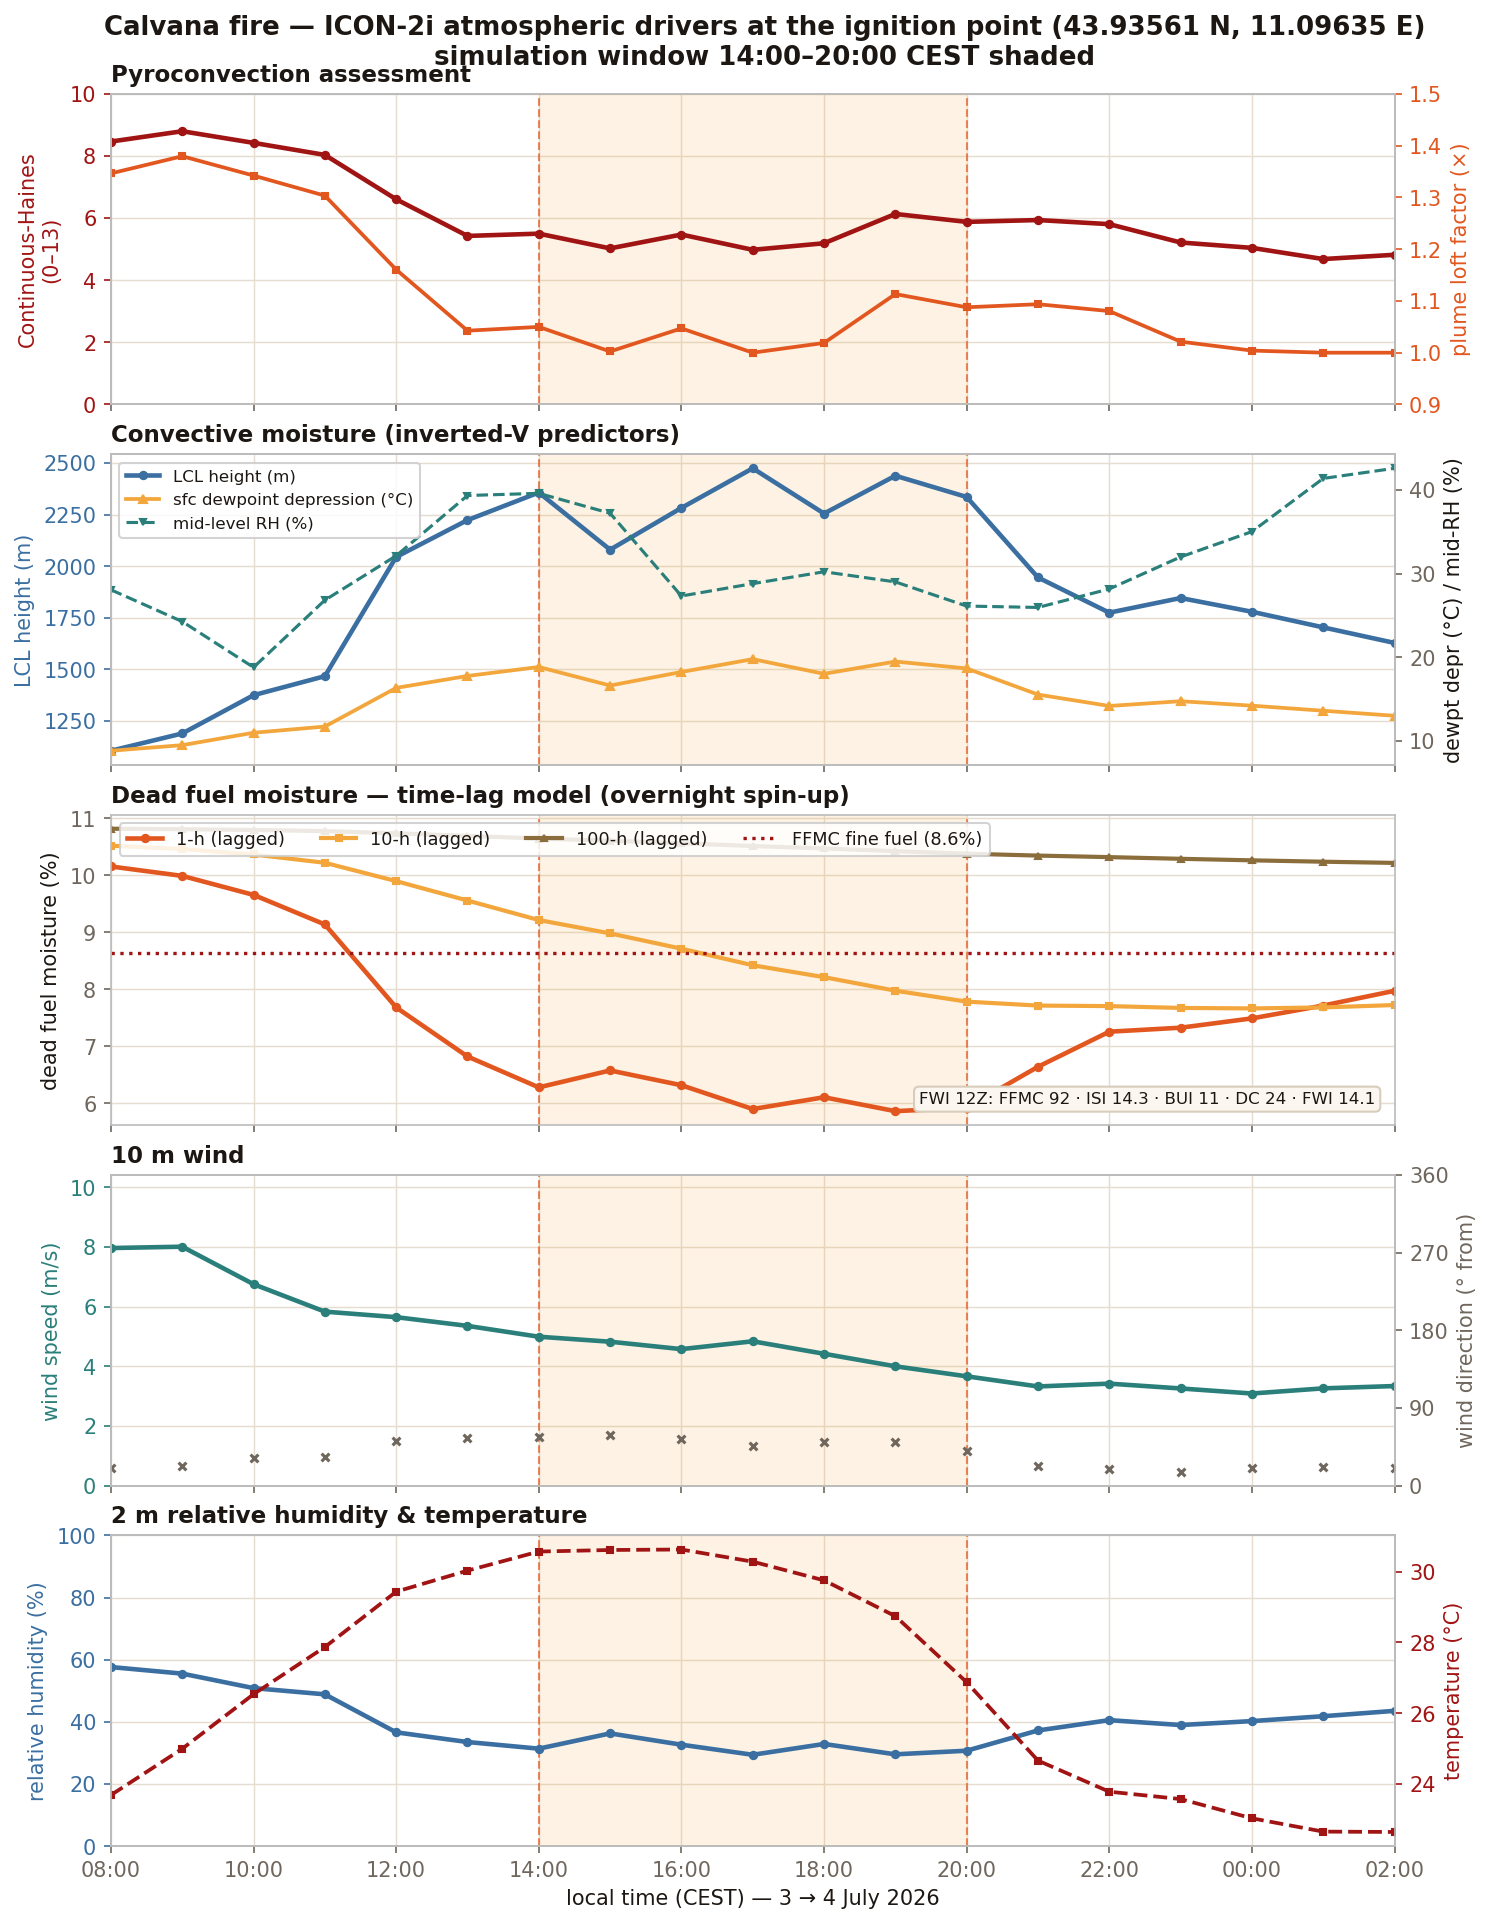 Calvana fire — ICON-2i atmospheric drivers at the ignition point (43.93561 N, 11.09635 E)
simulation window 14:00–20:00 CEST shaded
Pyroconvection assessment
10
8
6
4
2
0
Continuous-Haines
(0–13)
1.5
1.4
1.3
1.2
1.1
1.0
0.9
plume loft factor (×)
Convective moisture (inverted-V predictors)
2500
2250
2000
1750
1500
1250
LCL height (m)
LCL height (m)
sfc dewpoint depression (°C)
mid-level RH (%)
40
30
20
10
dewpt depr (°C) / mid-RH (%)
Dead fuel moisture — time-lag model (overnight spin-up)
11
10
9
8
7
6
dead fuel moisture (%)
1-h (lagged)
10-h (lagged)
100-h (lagged)
FFMC fine fuel (8.6%)
FWI 12Z: FFMC 92 · ISI 14.3 · BUI 11 · DC 24 · FWI 14.1
10 m wind
10
8
6
4
2
0
wind speed (m/s)
360
270
180
90
0
wind direction (° from)
2 m relative humidity & temperature
100
80
60
40
20
0
relative humidity (%)
30
28
26
24
temperature (°C)
08:00
10:00
12:00
14:00
16:00
18:00
20:00
22:00
00:00
02:00
local time (CEST) — 3 → 4 July 2026